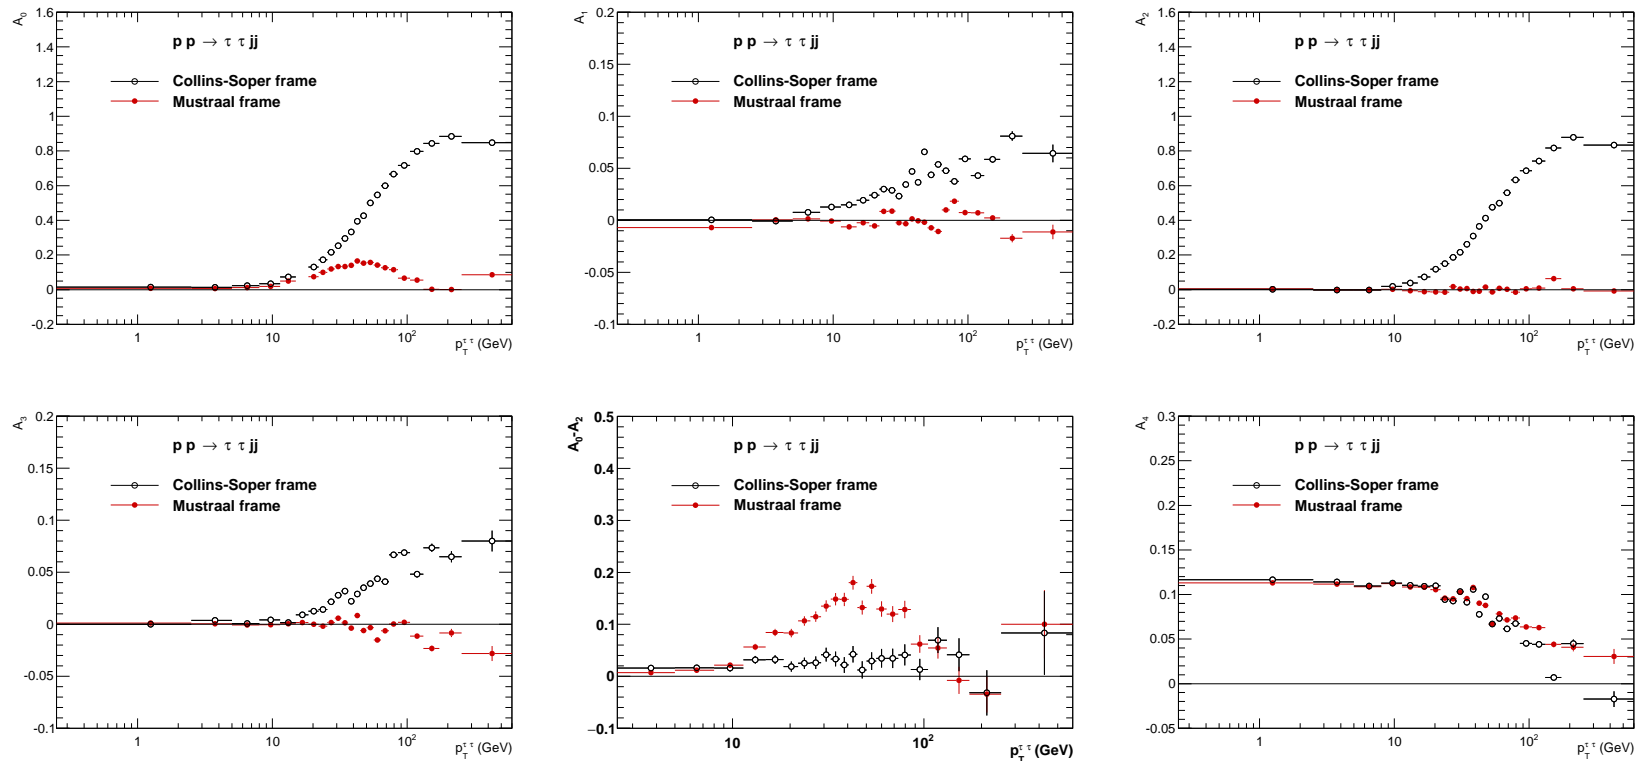 A₀
1.6
1.4
1.2
1
0.8
0.6
0.4
0.2
0
-0.2
p p → τ τ jj
Collins-Soper frame
Mustraal frame
1
10
10²
p_T^{τ τ} (GeV)
A₁
0.2
0.15
0.1
0.05
0
-0.05
-0.1
p p → τ τ jj
Collins-Soper frame
Mustraal frame
1
10
10²
p_T^{τ τ} (GeV)
A₂
1.6
1.4
1.2
1
0.8
0.6
0.4
0.2
0
-0.2
p p → τ τ jj
Collins-Soper frame
Mustraal frame
1
10
10²
p_T^{τ τ} (GeV)
A₃
0.2
0.15
0.1
0.05
0
-0.05
-0.1
p p → τ τ jj
Collins-Soper frame
Mustraal frame
1
10
10²
p_T^{τ τ} (GeV)
A₀-A₂
0.5
0.4
0.3
0.2
0.1
0
−0.1
p p → τ τ jj
Collins-Soper frame
Mustraal frame
10
10²
p_T^{τ τ} (GeV)
A₄
0.3
0.25
0.2
0.15
0.1
0.05
0
-0.05
p p → τ τ jj
Collins-Soper frame
Mustraal frame
1
10
10²
p_T^{τ τ} (GeV)